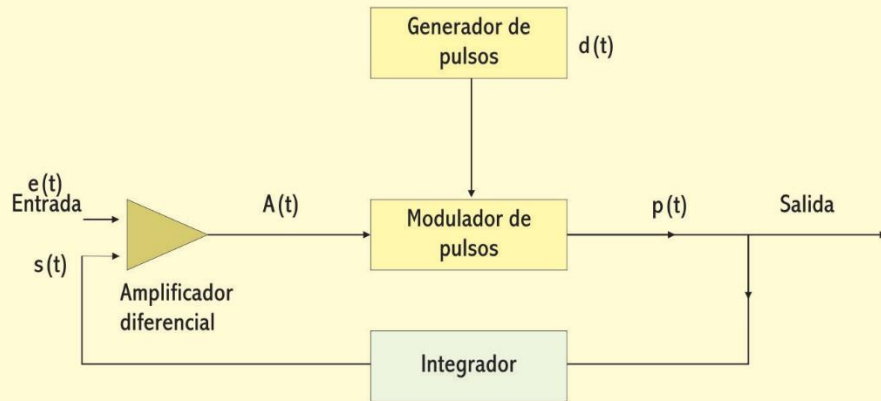 Generador de
pulsos
d(t)
e(t)
Entrada
A(t)
Modulador de
pulsos
p(t)
Salida
s(t)
Amplificador
diferencial
Integrador